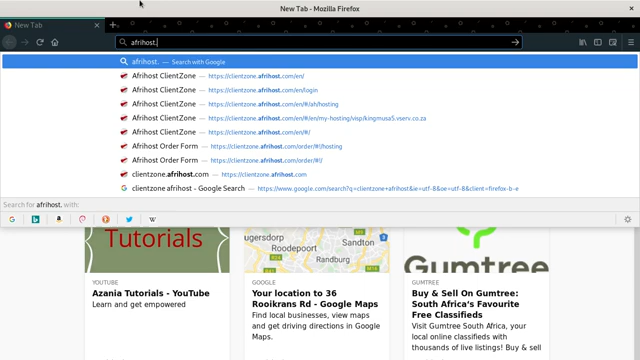 New Tab - Mozilla Firefox
New Tab
afrihost.
afrihost. — Search with Google
Afrihost ClientZone — https://clientzone.afrihost.com/en/
Afrihost ClientZone — https://clientzone.afrihost.com/en/login
Afrihost ClientZone — https://clientzone.afrihost.com/en/#/ah/hosting
Afrihost ClientZone — https://clientzone.afrihost.com/en/#/en/my-hosting/visp/kingmusa5.vserv.co.za
Afrihost ClientZone — https://clientzone.afrihost.com/en/#/
Afrihost Order Form — https://clientzone.afrihost.com/order/#!/hosting
Afrihost Order Form — https://clientzone.afrihost.com/order/#!/
clientzone.afrihost.com — https://clientzone.afrihost.com
clientzone afrihost - Google Search — https://www.google.com/search?q=clientzone+afrihost&ie=utf-8&oe=utf-8&client=firefox-b-e
Search for afrihost. with:
Tutorials
ugersdorp
Roodepoort
Sandton
Randburg
Gumtree
YOUTUBE
Azania Tutorials - YouTube
Learn and get empowered
GOOGLE
Your location to 36
Rooikrans Rd - Google Maps
Find local businesses, view maps
and get driving directions in Google
Maps.
GUMTREE
Buy & Sell On Gumtree:
South Africa's Favourite
Free Classifieds
Visit Gumtree South Africa, your
local online classifieds with
thousands of live listings! Buy & sell